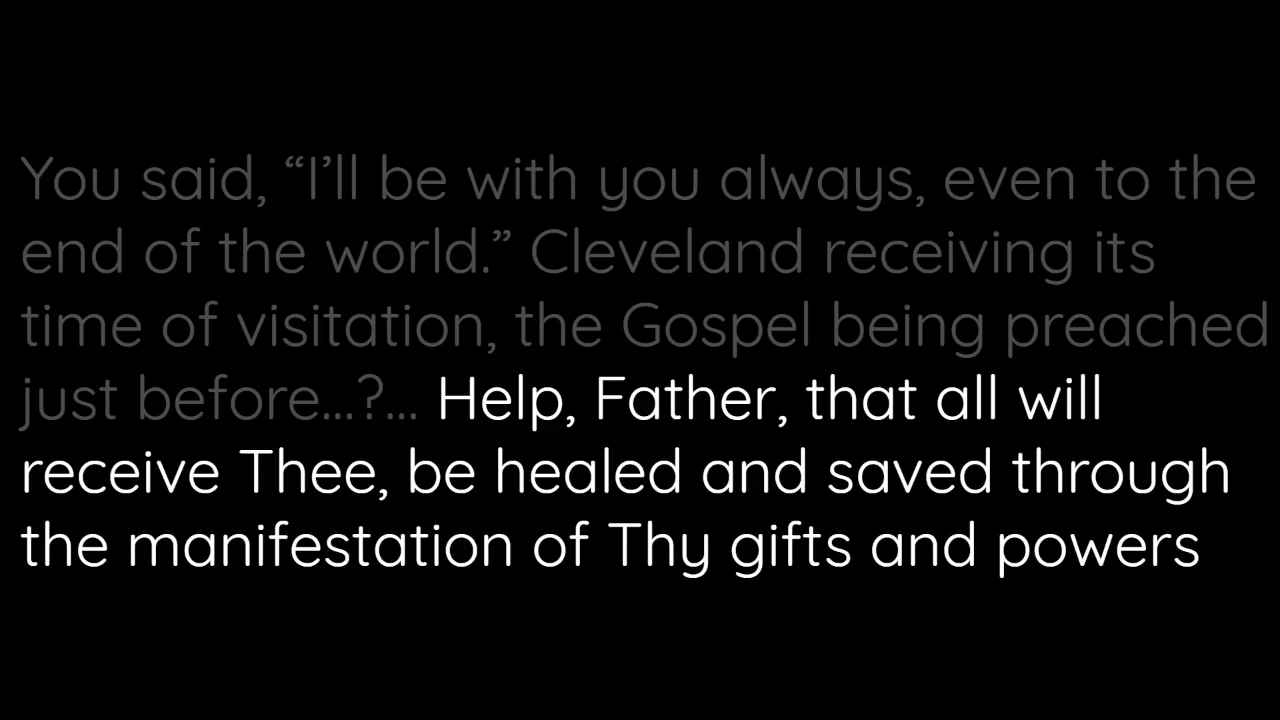 You said, “I’ll be with you always, even to the
end of the world.” Cleveland receiving its
time of visitation, the Gospel being preached
just before...?... Help, Father, that all will
receive Thee, be healed and saved through
the manifestation of Thy gifts and powers